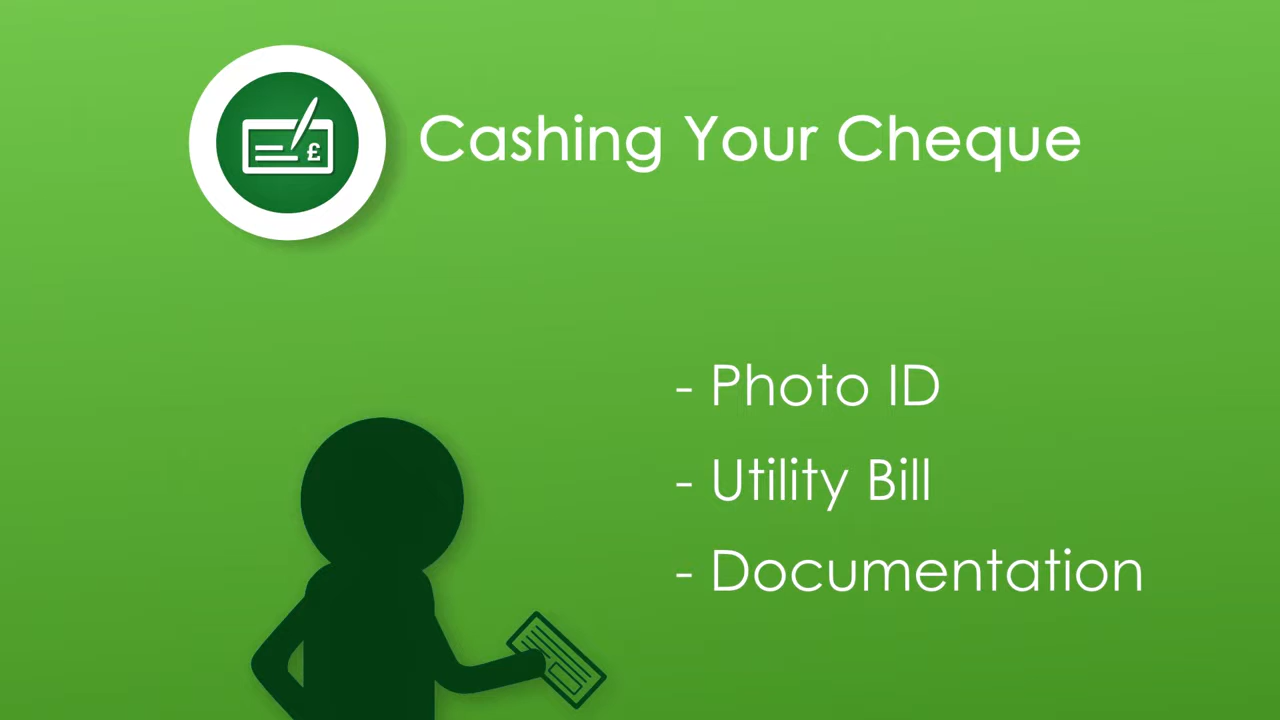 £
Cashing Your Cheque
- Photo ID
- Utility Bill
- Documentation